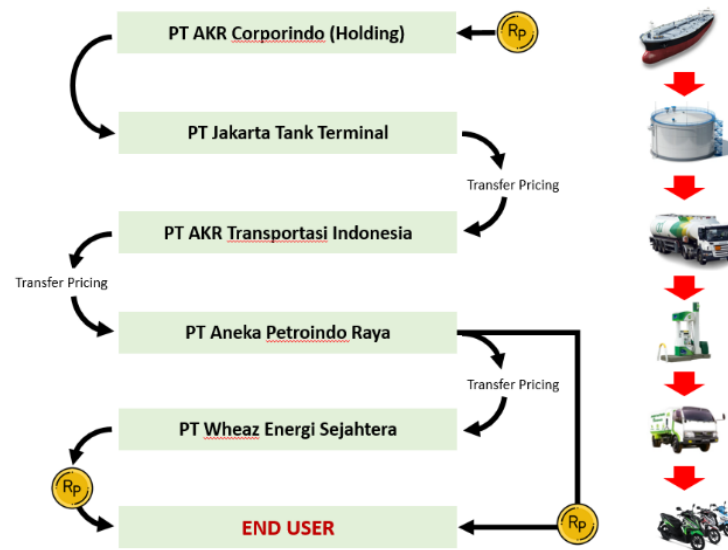 PT AKR Corporindo (Holding)
Rp
PT Jakarta Tank Terminal
Transfer Pricing
PT AKR Transportasi Indonesia
Transfer Pricing
PT Aneka Petroindo Raya
Transfer Pricing
PT Wheaz Energi Sejahtera
Rp
END USER
Rp